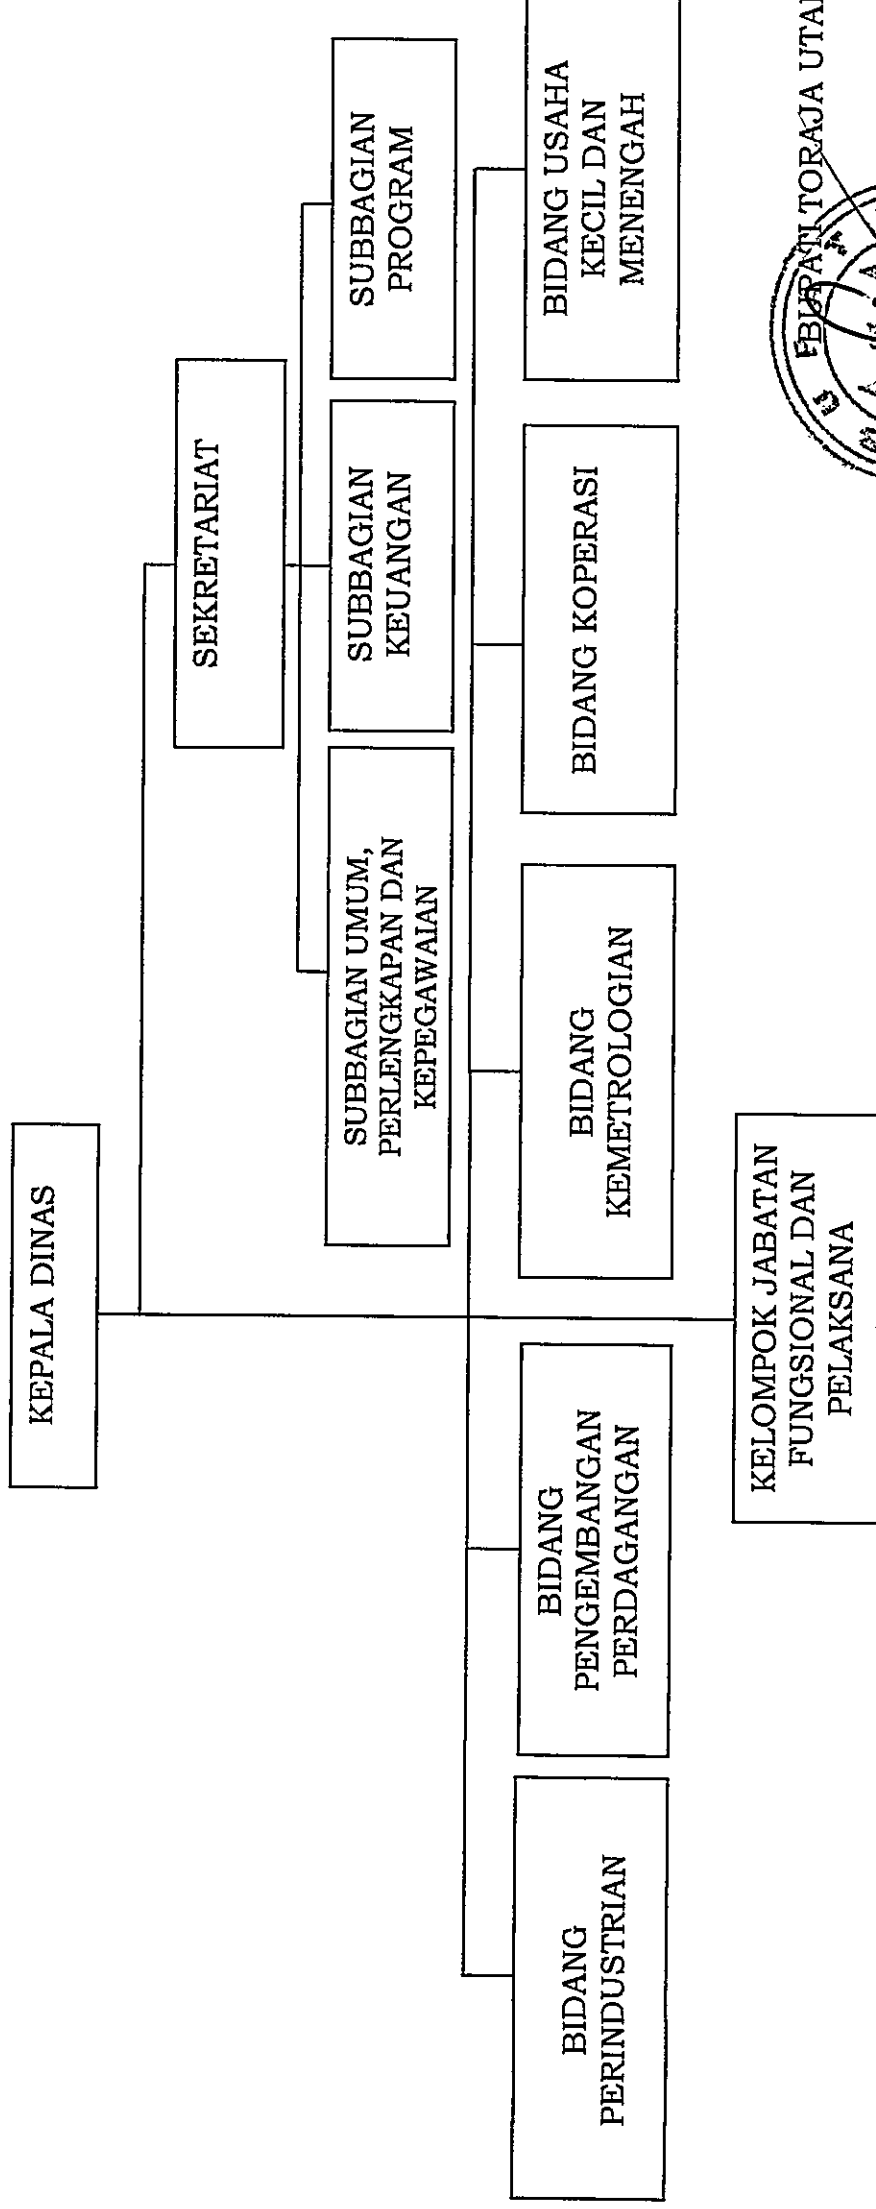 KEPALA DINAS
SEKRETARIAT
SUBBAGIAN UMUM,
PERLENGKAPAN DAN
KEPEGAWAIAN
SUBBAGIAN
KEUANGAN
SUBBAGIAN
PROGRAM
BIDANG
PERINDUSTRIAN
BIDANG
PENGEMBANGAN
PERDAGANGAN
BIDANG
KEMETROLOGIAN
BIDANG KOPERASI
BIDANG USAHA
KECIL DAN
MENENGAH
KELOMPOK JABATAN
FUNGSIONAL DAN
PELAKSANA
BUPATI TORAJA